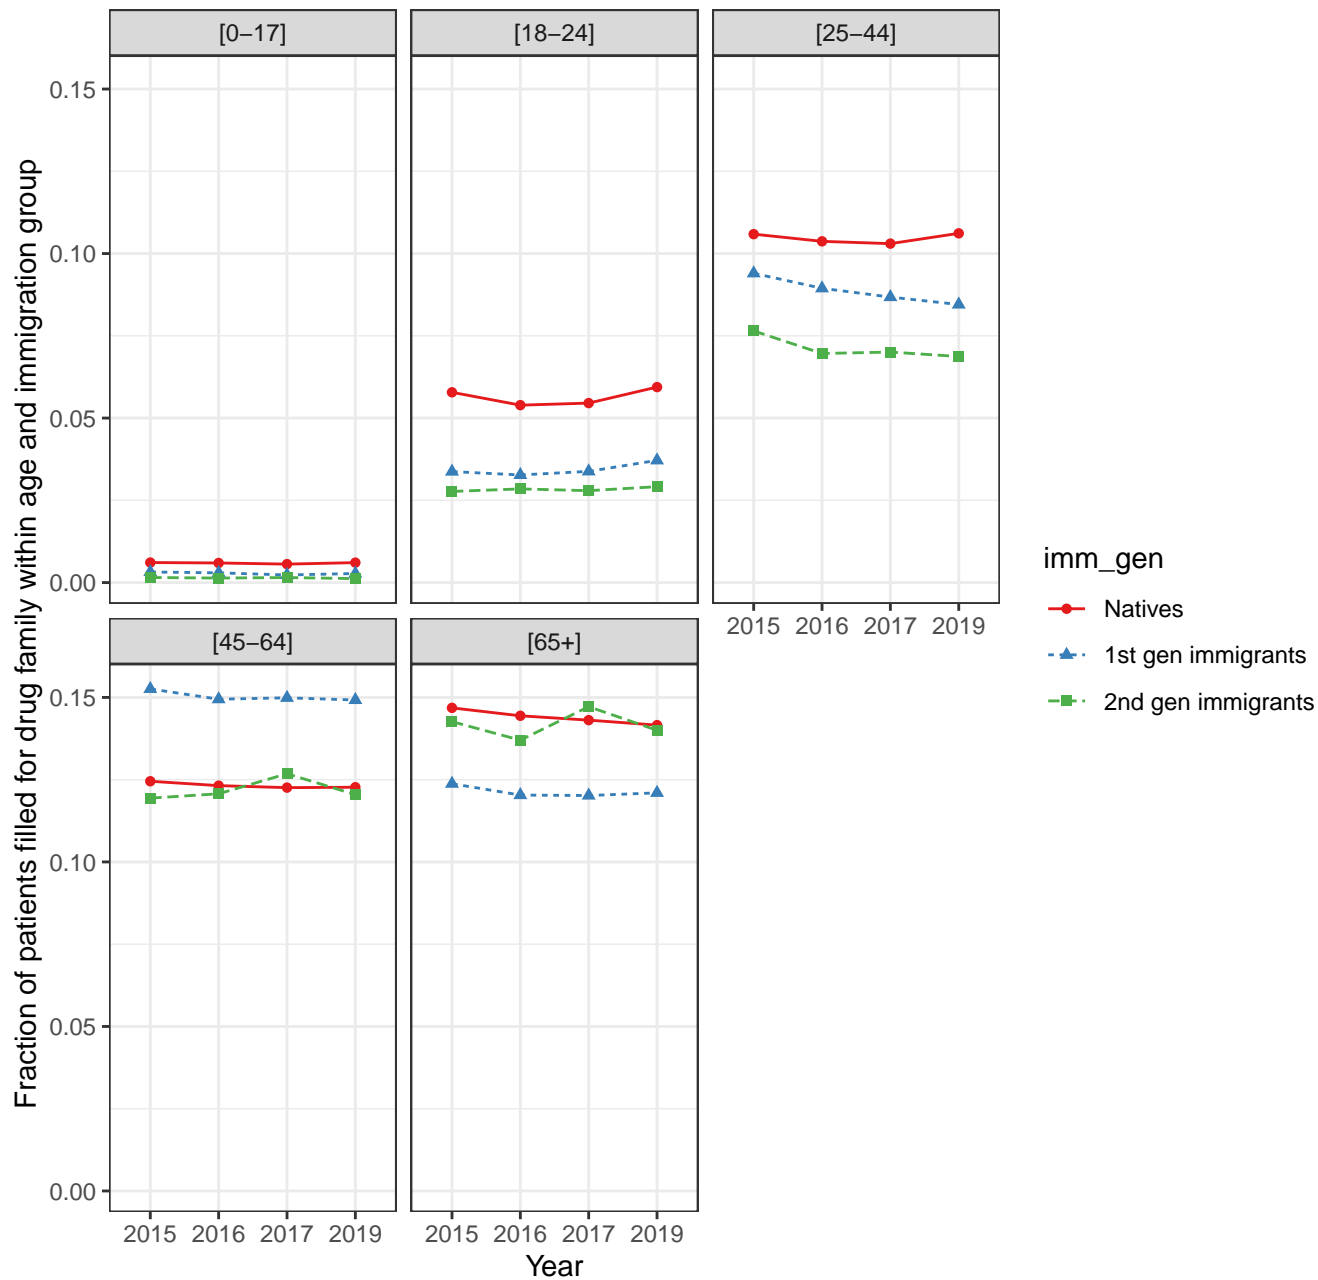 [0−17]
[18−24]
[25−44]
0.15
0.10
0.05
0.00
2015 2016 2017 2019
[45−64]
[65+]
0.15
0.10
0.05
0.00
2015 2016 2017 2019
2015 2016 2017 2019
Year
Fraction of patients filled for drug family within age and immigration group
imm_gen
Natives
1st gen immigrants
2nd gen immigrants